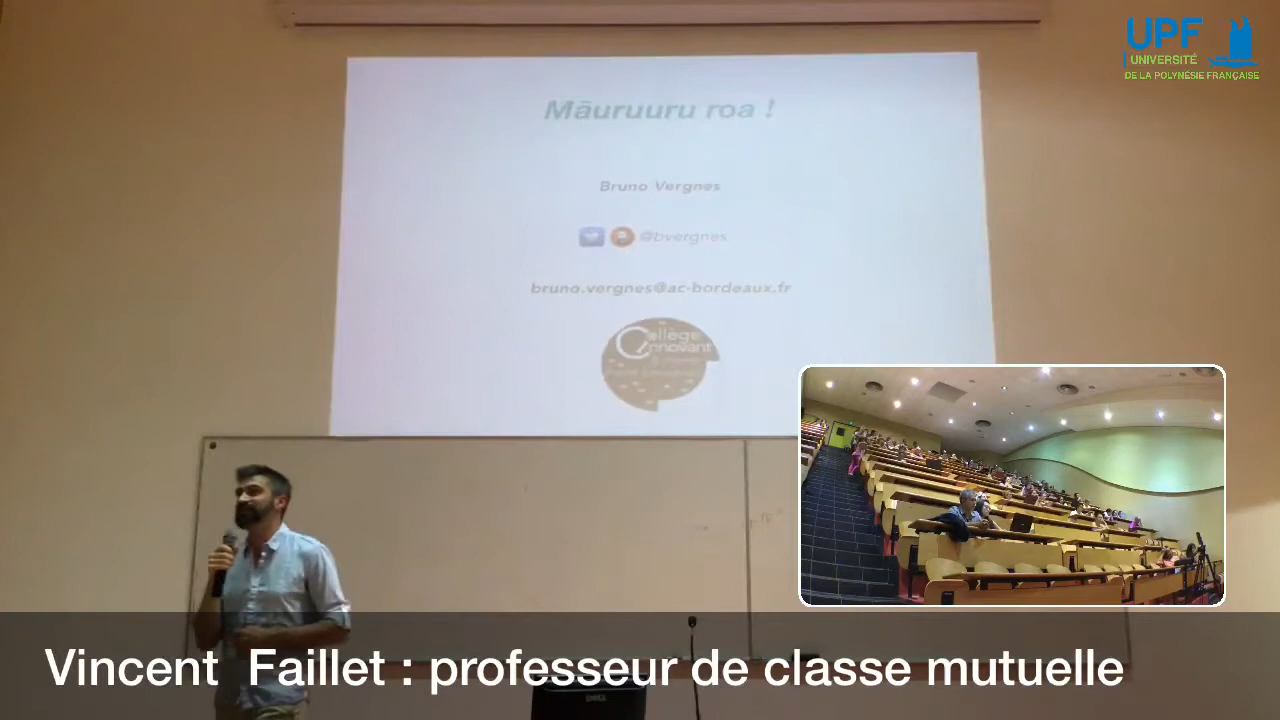 UPF
UNIVERSITÉ
DE LA POLYNÉSIE FRANÇAISE
Māuruuru roa !
Bruno Vergnes
@bvergnes
bruno.vergnes@ac-bordeaux.fr
Collège
innovant
DELL
Vincent Faillet : professeur de classe mutuelle